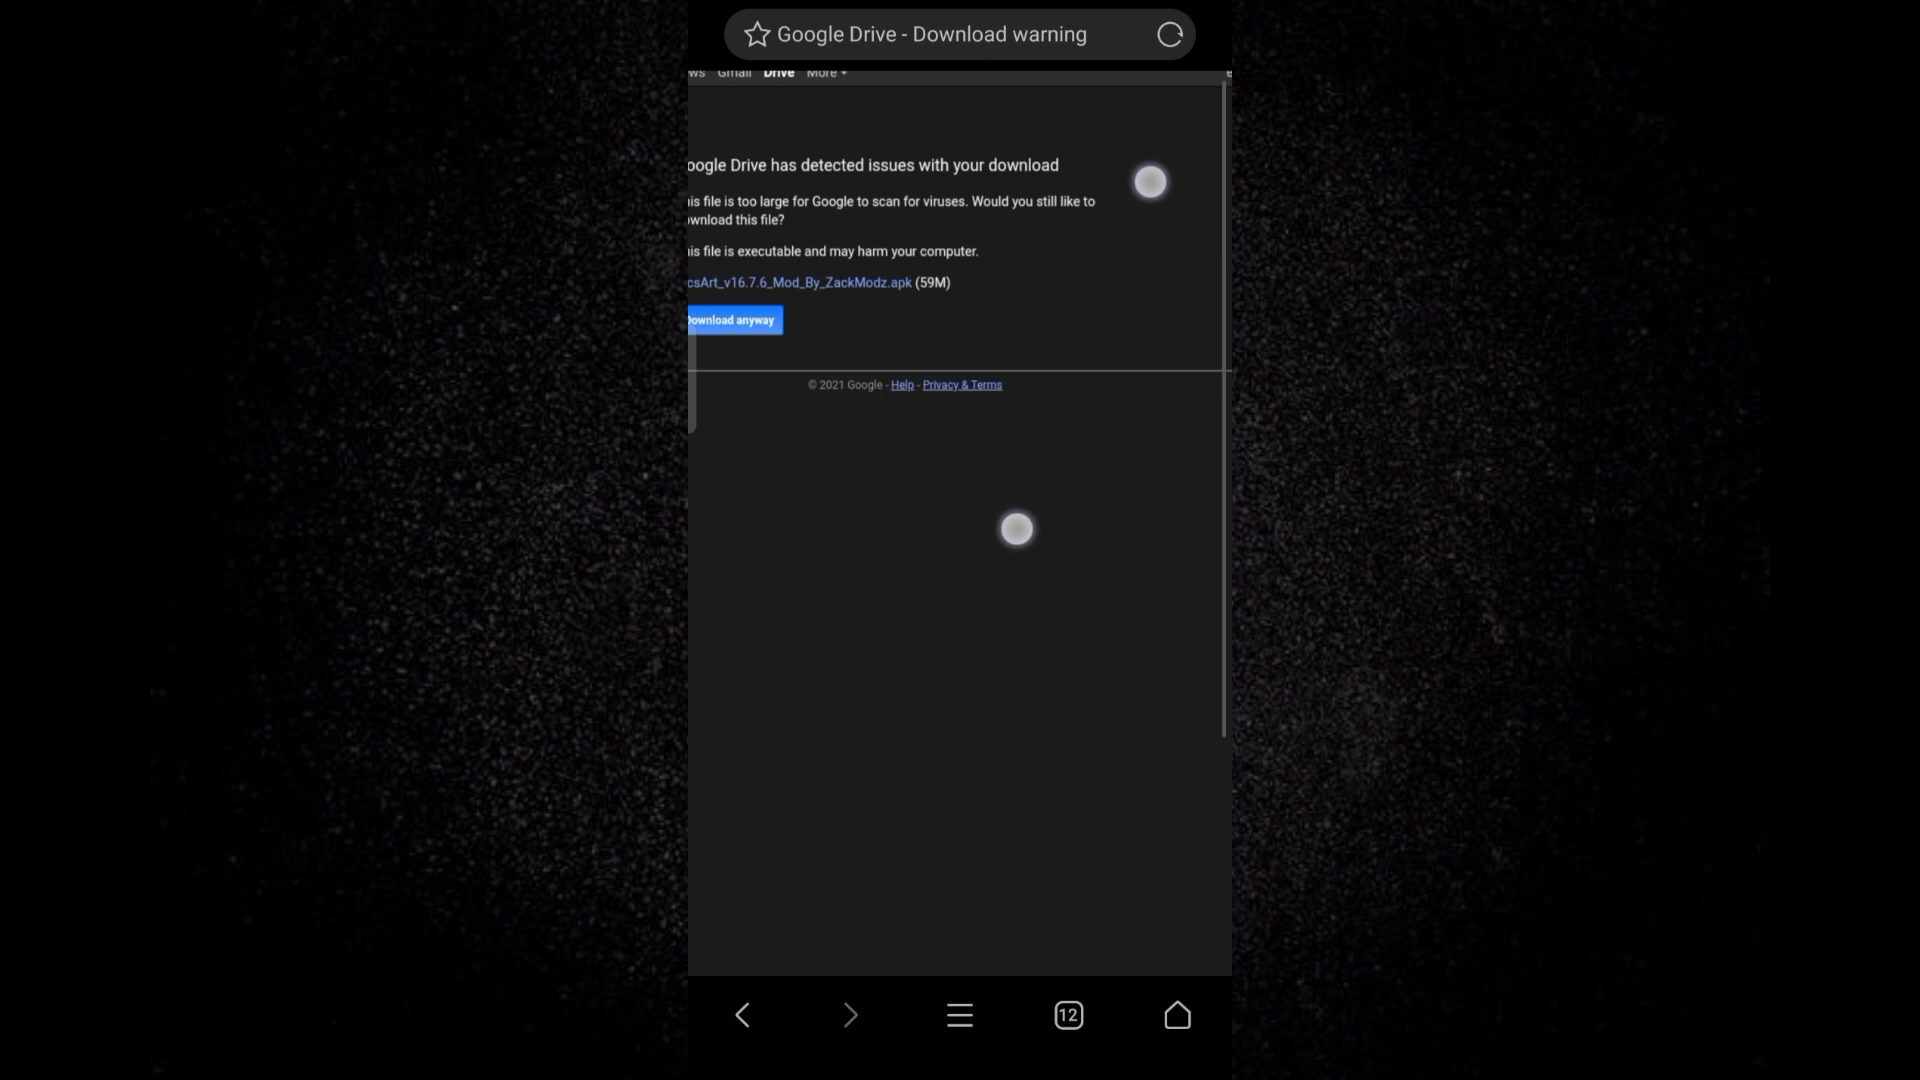 Google Drive - Download warning
ws Gmail Drive More
oogle Drive has detected issues with your download
is file is too large for Google to scan for viruses. Would you still like to
wnload this file?
is file is executable and may harm your computer.
csArt_v16.7.6_Mod_By_ZackModz.apk (59M)
Download anyway
© 2021 Google - Help - Privacy & Terms
12